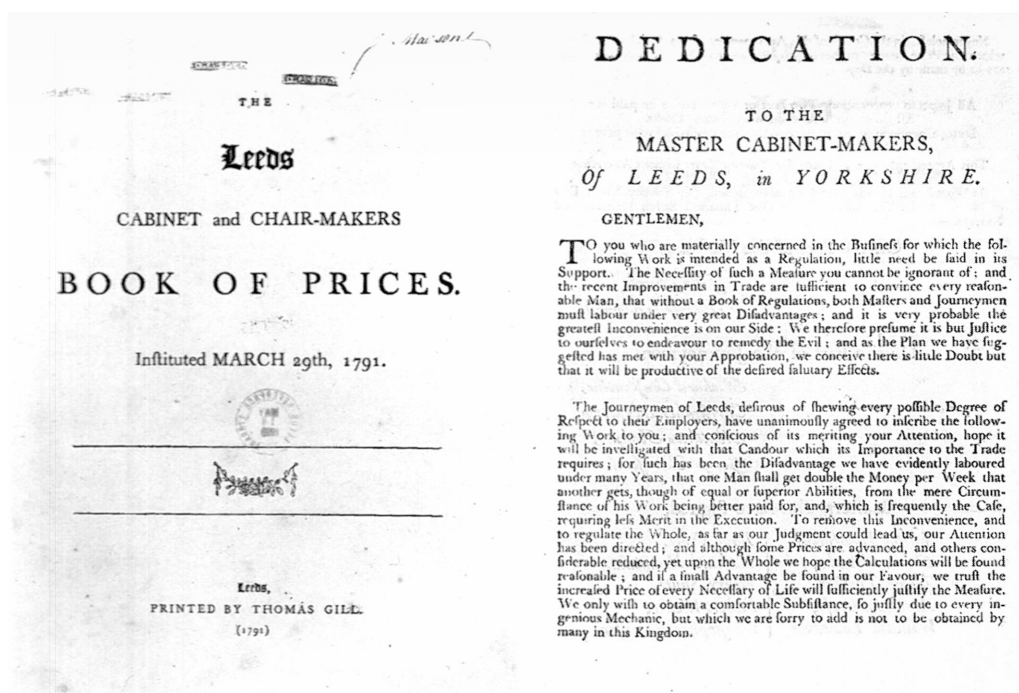 THE
Leeds
CABINET and CHAIR-MAKERS
BOOK OF PRICES.
Inſtituted MARCH 29th, 1791.
Leeds,
PRINTED BY THOMAS GILL.
(1791)
DEDICATION.
TO THE
MASTER CABINET-MAKERS,
Of LEEDS, in YORKSHIRE.
GENTLEMEN,
TO you who are materially concerned in the Buſineſs for which the fol-
lowing Work is intended as a Regulation, little need be ſaid in its
Support. The Neceſſity of ſuch a Meaſure you cannot be ignorant of; and
the recent Improvements in Trade are ſufficient to convince every reaſon-
able Man, that without a Book of Regulations, both Maſters and Journeymen
muſt labour under very great Diſadvantages; and it is very probable the
greateſt Inconvenience is on our Side: We therefore preſume it is but Juſtice
to ourſelves to endeavour to remedy the Evil; and as the Plan we have ſug-
geſted has met with your Approbation, we conceive there is little Doubt but
that it will be productive of the deſired ſalutary Effects.
The Journeymen of Leeds, deſirous of ſhewing every poſſible Degree of
Reſpect to their Employers, have unanimouſly agreed to inſcribe the follow-
ing Work to you; and conſcious of its meriting your Attention, hope it
will be inveſtigated with that Candour which its Importance to the Trade
requires; for ſuch has been the Diſadvantage we have evidently laboured
under many Years, that one Man ſhall get double the Money per Week that
another gets, though of equal or ſuperior Abilities, from the mere Circum-
ſtance of his Work being better paid for, and, which is frequently the Caſe,
requiring leſs Merit in the Execution. To remove this Inconvenience, and
to regulate the Whole, as far as our Judgment could lead us, our Attention
has been directed; and although ſome Prices are advanced, and others con-
ſiderable reduced, yet upon the Whole we hope the Calculations will be found
reaſonable; and if a ſmall Advantage be found in our Favour, we truſt the
increaſed Price of every Neceſſary of Life will ſufficiently juſtify the Meaſure.
We only wiſh to obtain a comfortable Subſiſtance, ſo juſtly due to every in-
genious Mechanic, but which we are ſorry to add is not to be obtained by
many in this Kingdom.